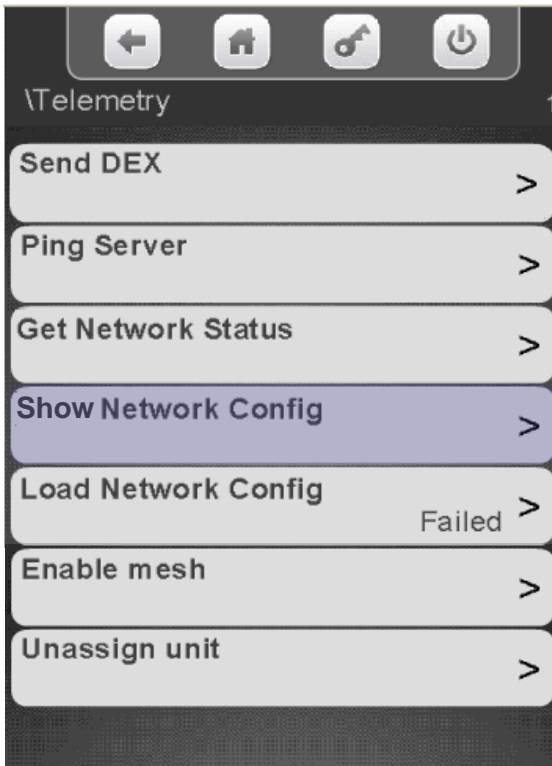 \Telemetry
Send DEX
>
Ping Server
>
Get Network Status
>
Show Network Config
>
Load Network Config
Failed >
Enable mesh
>
Unassign unit
>